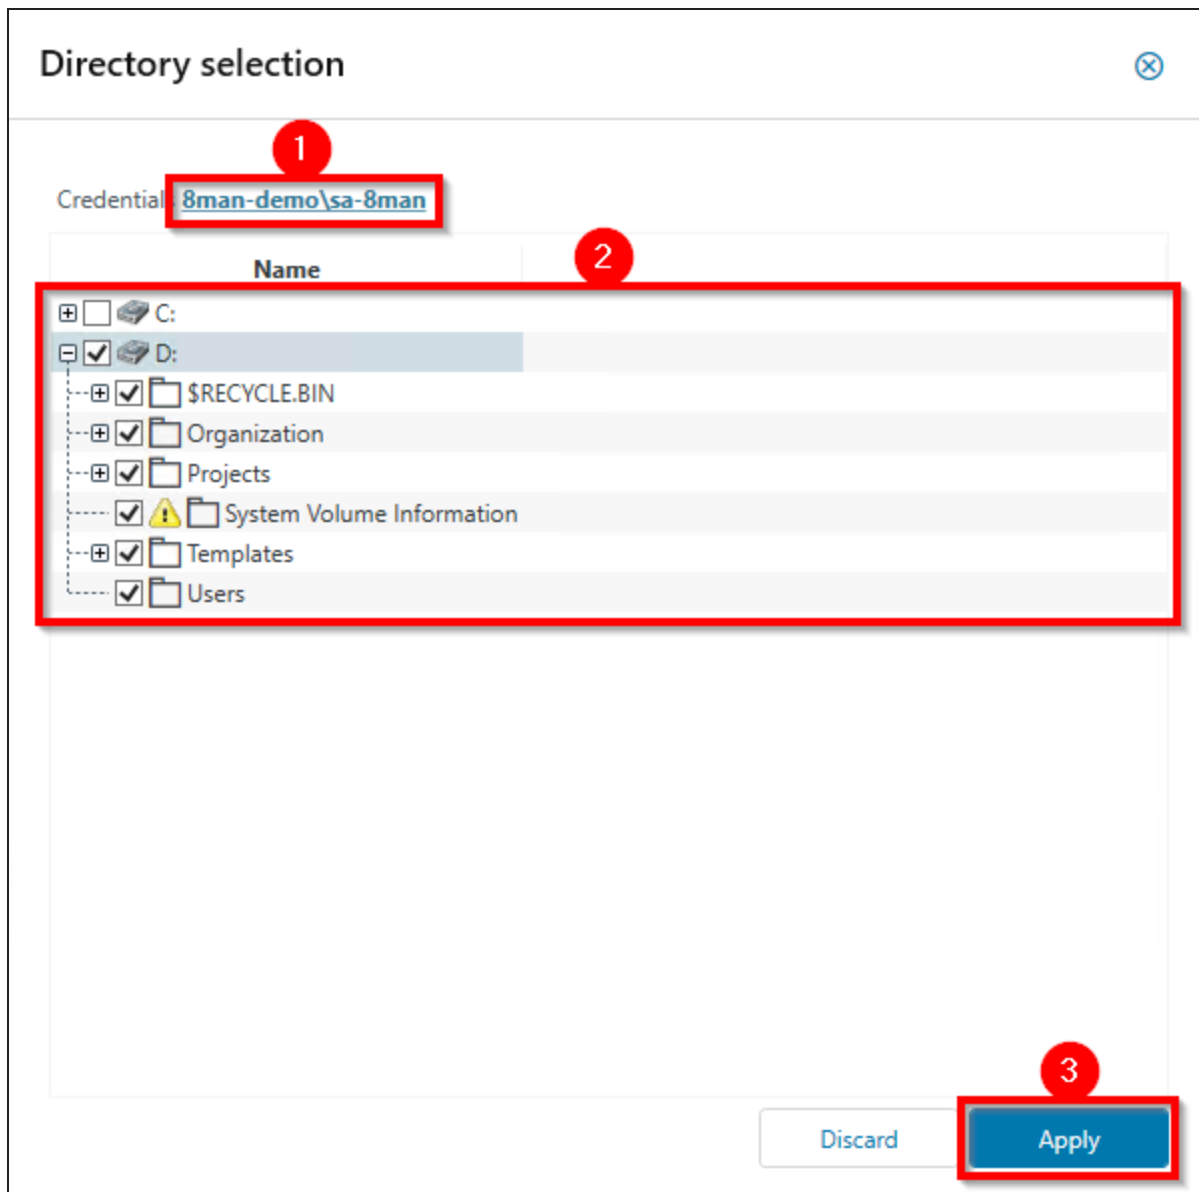 Directory selection
1
Credential 8man-demo\sa-8man
2
Name
C:
D:
$RECYCLE.BIN
Organization
Projects
System Volume Information
Templates
Users
3
Discard
Apply